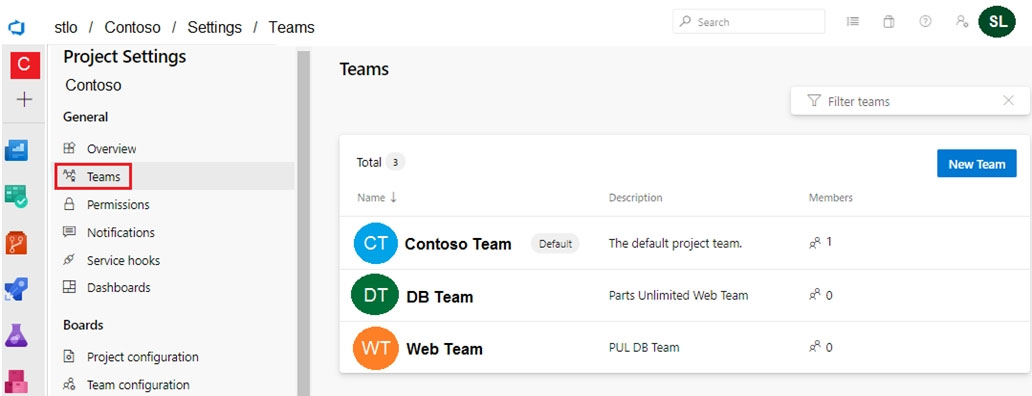 stlo / Contoso / Settings / Teams
Search
SL
C
Project Settings
Contoso
General
Overview
Teams
Permissions
Notifications
Service hooks
Dashboards
Boards
Project configuration
Team configuration
Teams
Filter teams
Total 3
New Team
Name ↓ Description Members
CT Contoso Team Default The default project team. 1
DT DB Team Parts Unlimited Web Team 0
WT Web Team PUL DB Team 0